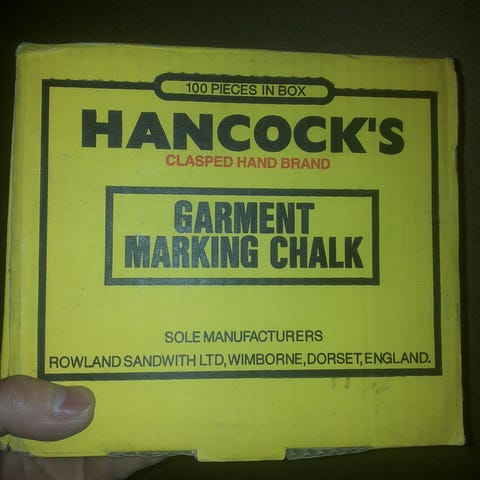 100 PIECES IN BOX
HANCOCK'S
CLASPED HAND BRAND
GARMENT
MARKING CHALK
SOLE MANUFACTURERS
ROWLAND SANDWITH LTD, WIMBORNE, DORSET, ENGLAND.